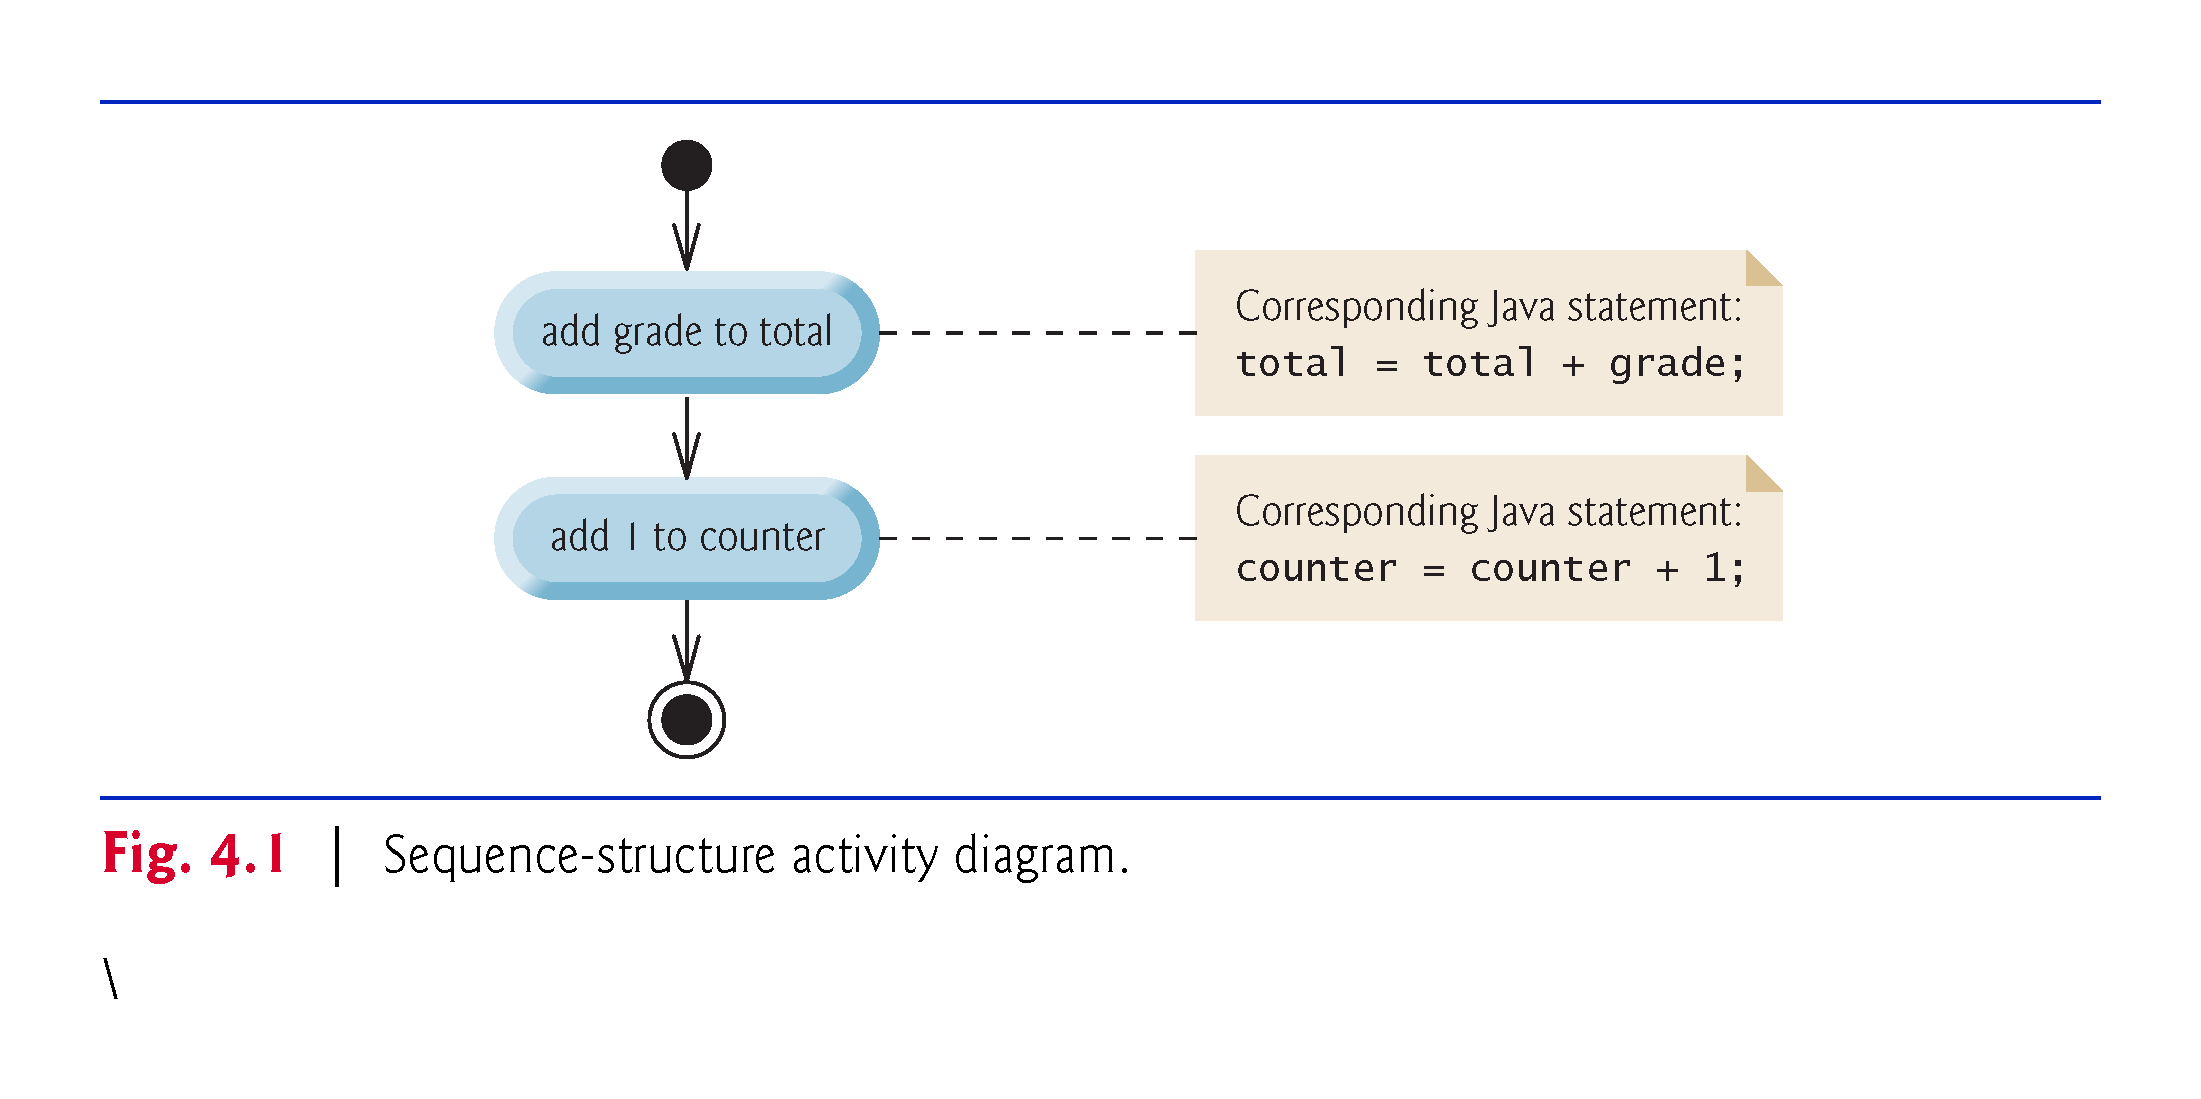 add grade to total
Corresponding Java statement:
total = total + grade;
add 1 to counter
Corresponding Java statement:
counter = counter + 1;
Fig. 4.1 | Sequence-structure activity diagram.
\